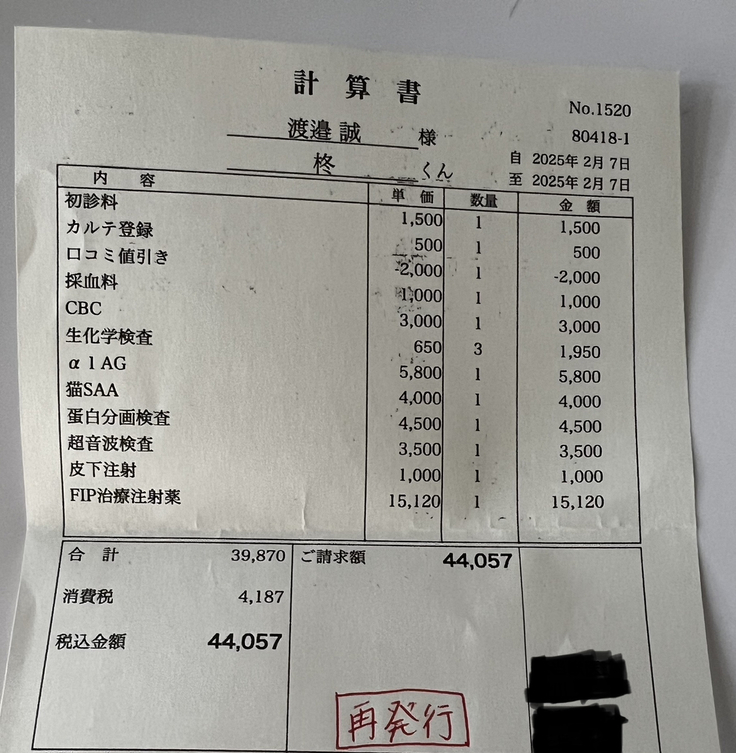 計算書
No.1520
渡邉 誠 様
80418-1
柊 くん
自 2025年 2月 7日
至 2025年 2月 7日
内容 単価 数量 金額
初診料 1,500 1 1,500
カルテ登録 500 1 500
口コミ値引き -2,000 1 -2,000
採血料 1,000 1 1,000
CBC 3,000 1 3,000
生化学検査 650 3 1,950
α1AG 5,800 1 5,800
猫SAA 4,000 1 4,000
蛋白分画検査 4,500 1 4,500
超音波検査 3,500 1 3,500
皮下注射 1,000 1 1,000
FIP治療注射薬 15,120 1 15,120
合計 39,870 ご請求額 44,057
消費税 4,187
税込金額 44,057
再発行